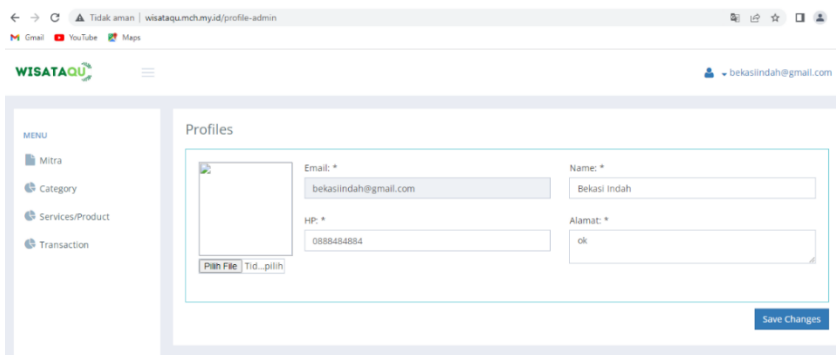 Tidak aman | wisataqu.mch.my.id/profile-admin
Gmail YouTube Maps
WISATAQU
bekasiindah@gmail.com
MENU
Mitra
Category
Services/Product
Transaction
Profiles
Email: * Name: *
bekasiindah@gmail.com Bekasi Indah
HP: * Alamat: *
0888484884 ok
Pilih File Tid...pilih
Save Changes